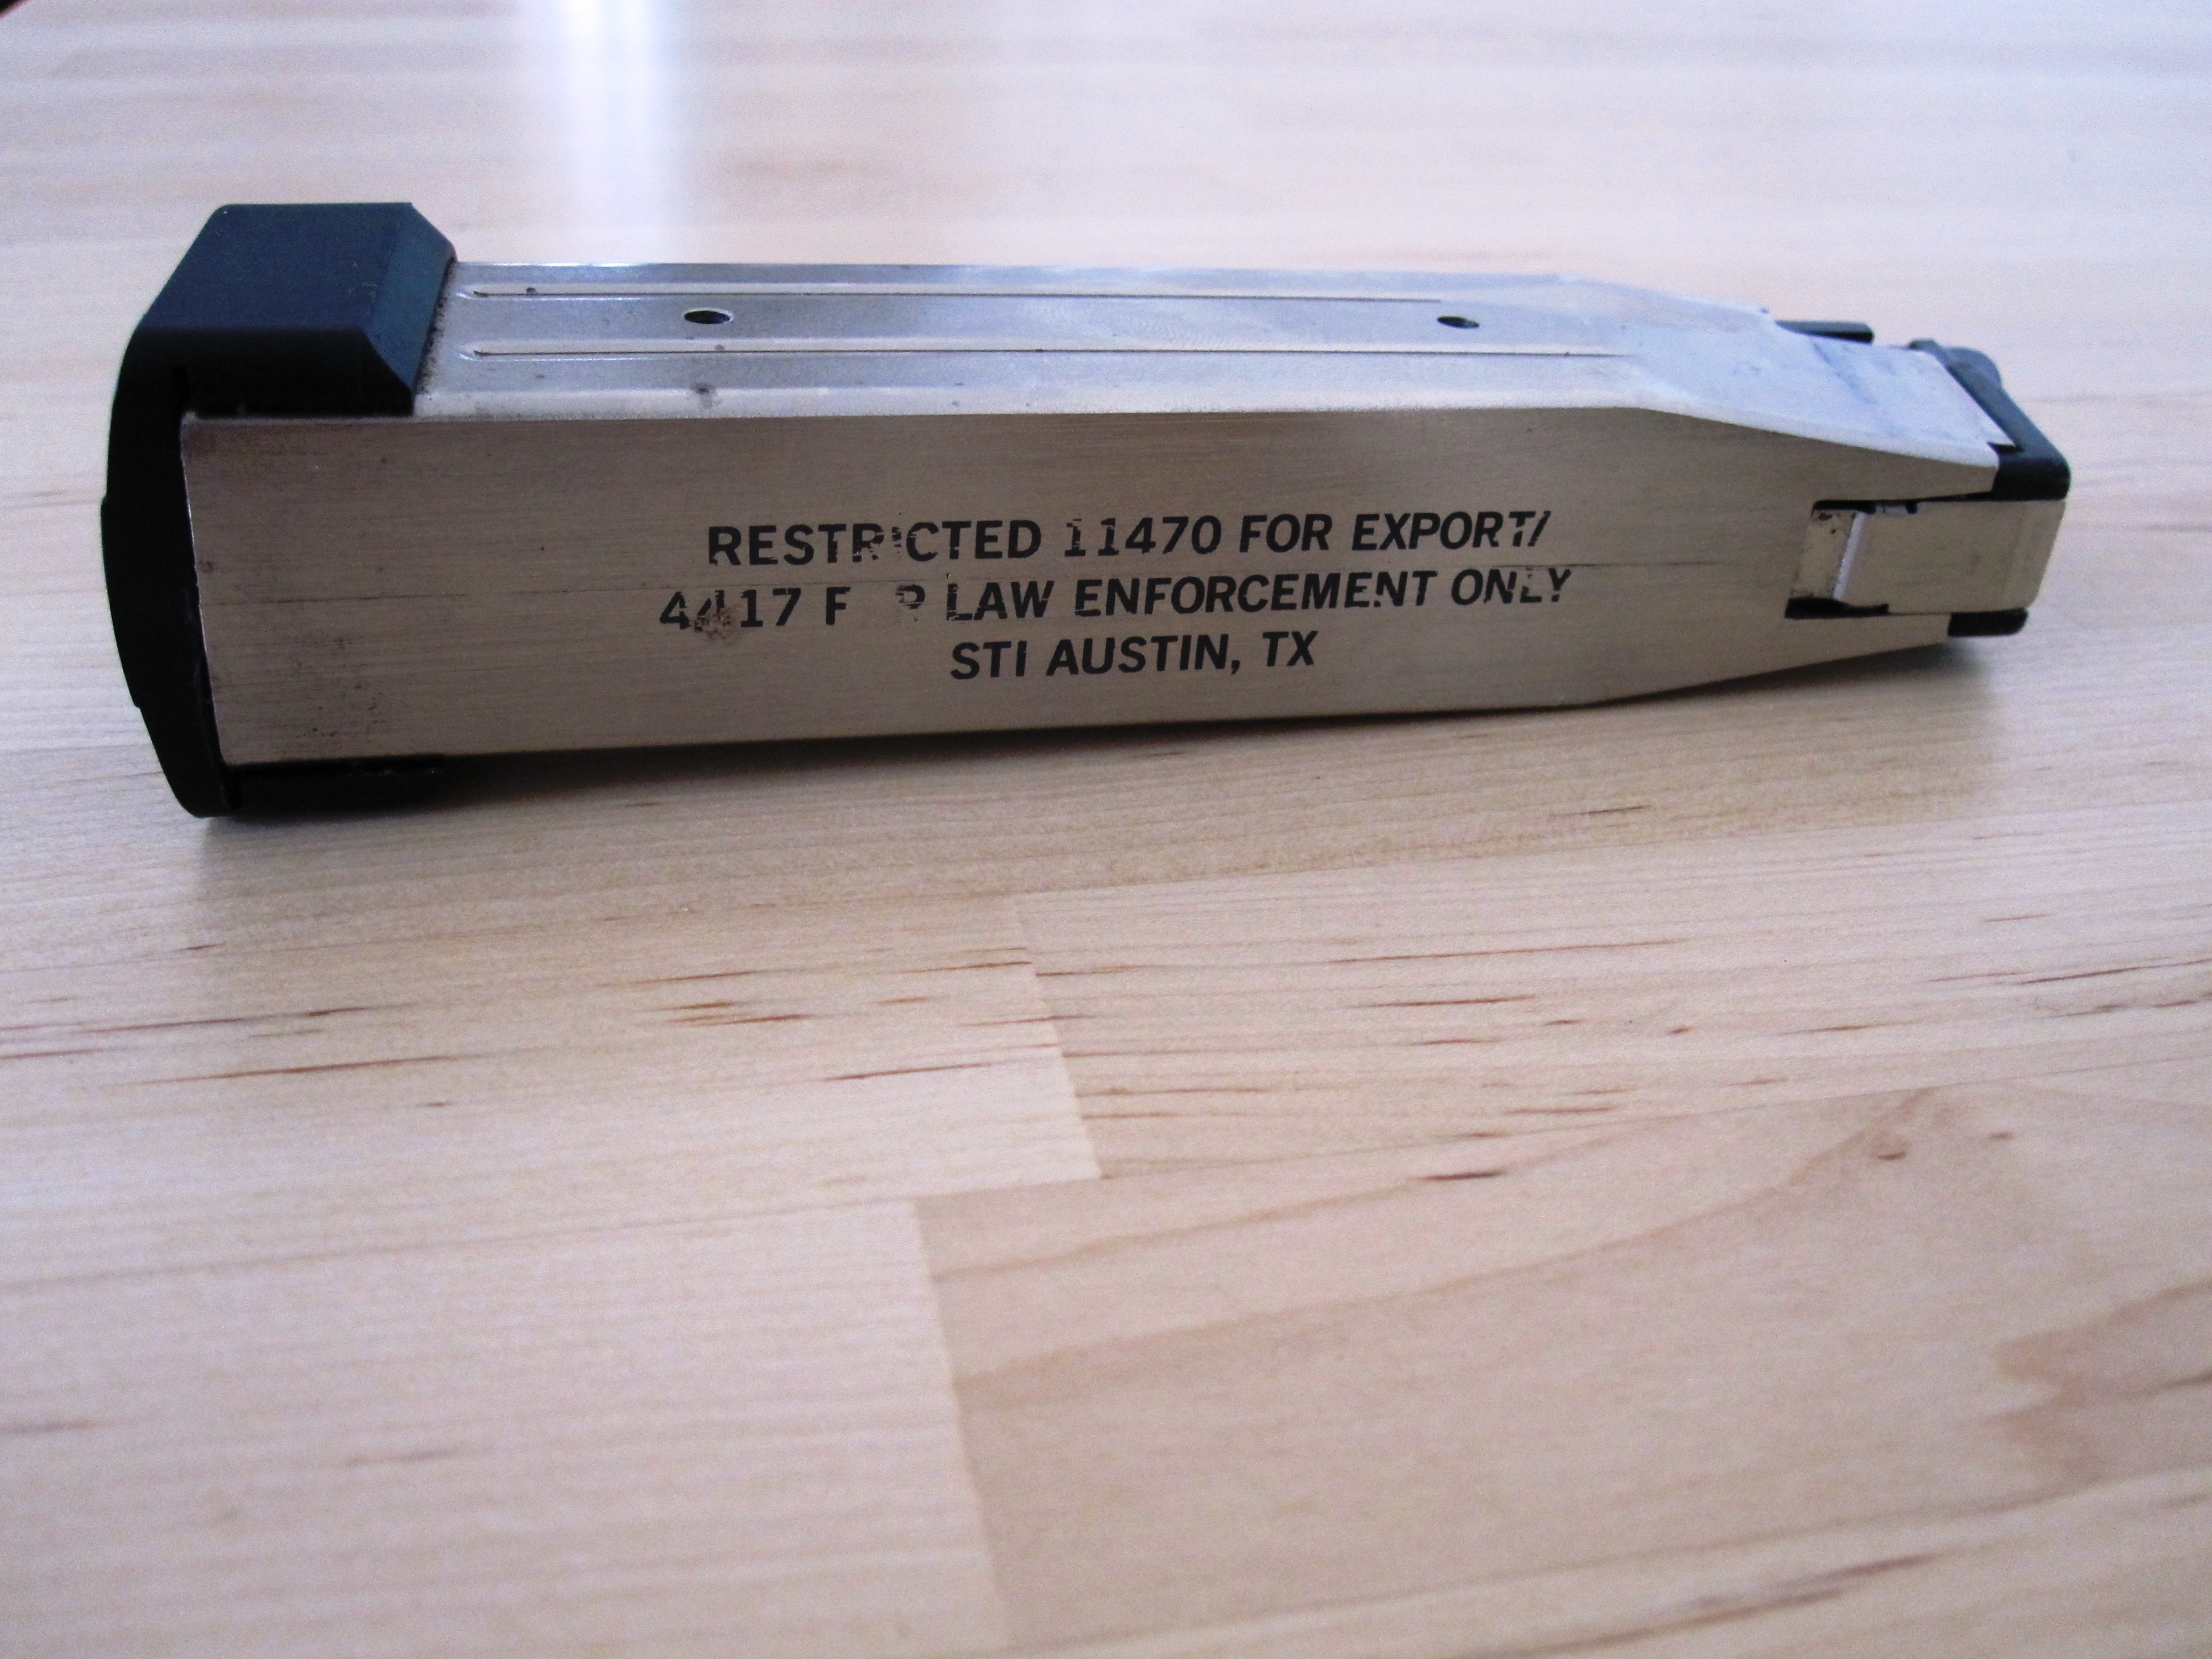 RESTRICTED 11470 FOR EXPORT/
4417 F R LAW ENFORCEMENT ONLY
STI AUSTIN, TX